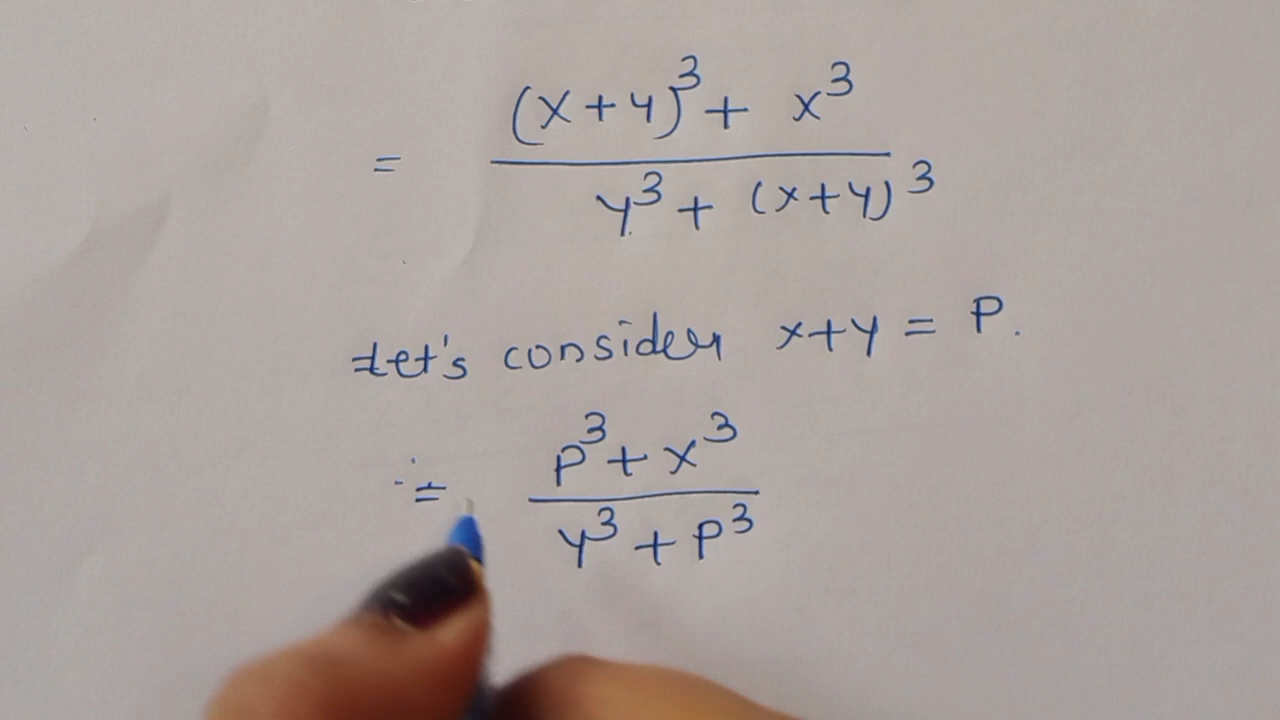 = ((x+y)³ + x³) / (y³ + (x+y)³)
Let's consider x+y = P.
∴ = (P³ + x³) / (y³ + P³)